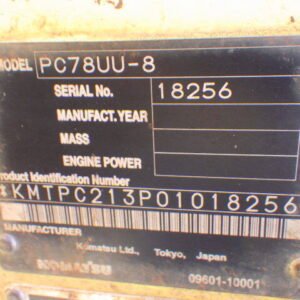 MODEL PC78UU-8
SERIAL No. 18256
MANUFACT.YEAR
MASS
ENGINE POWER
Product Identification Number
*KMTPC213P01018256
MANUFACTURER
Komatsu Ltd., Tokyo, Japan
KOMATSU
09601-10001